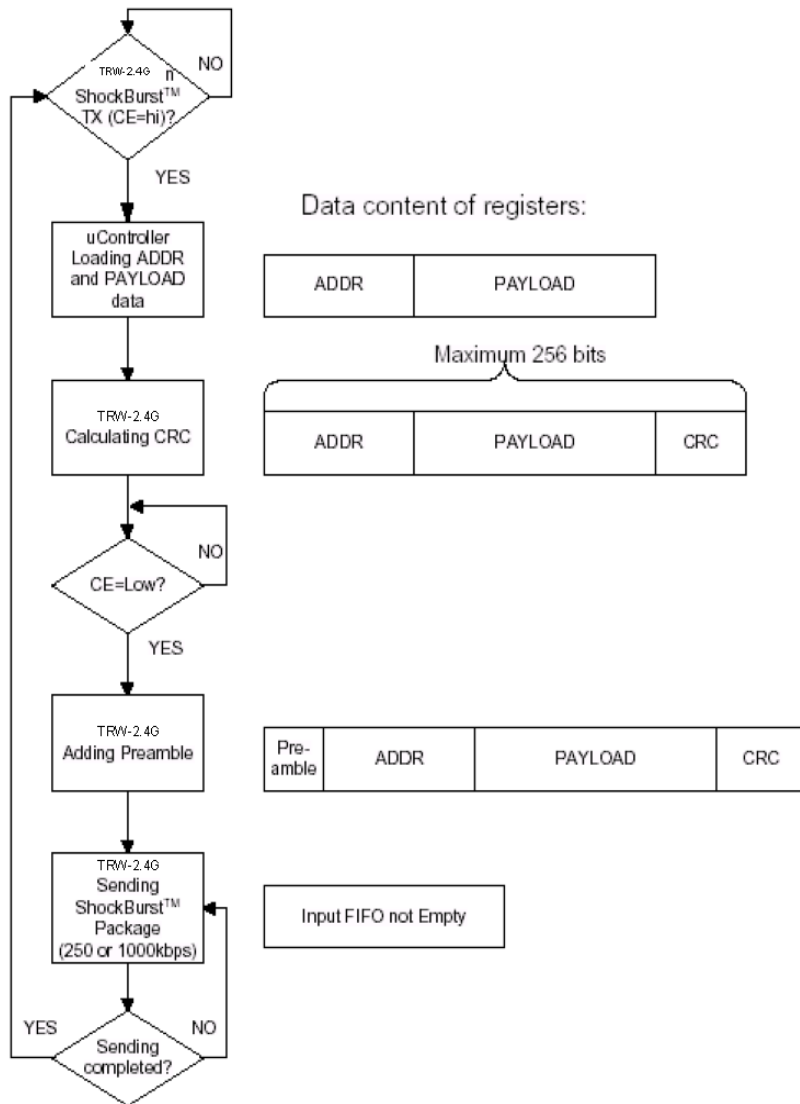 TRW-2.4G n
NO
ShockBurst™
TX (CE=hi)?
YES
Data content of registers:
uController
Loading ADDR
and PAYLOAD
data
ADDR
PAYLOAD
Maximum 256 bits
TRW-2.4G
Calculating CRC
ADDR
PAYLOAD
CRC
NO
CE=Low?
YES
TRW-2.4G
Adding Preamble
Pre-
amble
ADDR
PAYLOAD
CRC
TRW-2.4G
Sending
ShockBurst™
Package
(250 or 1000kbps)
Input FIFO not Empty
YES
NO
Sending
completed?